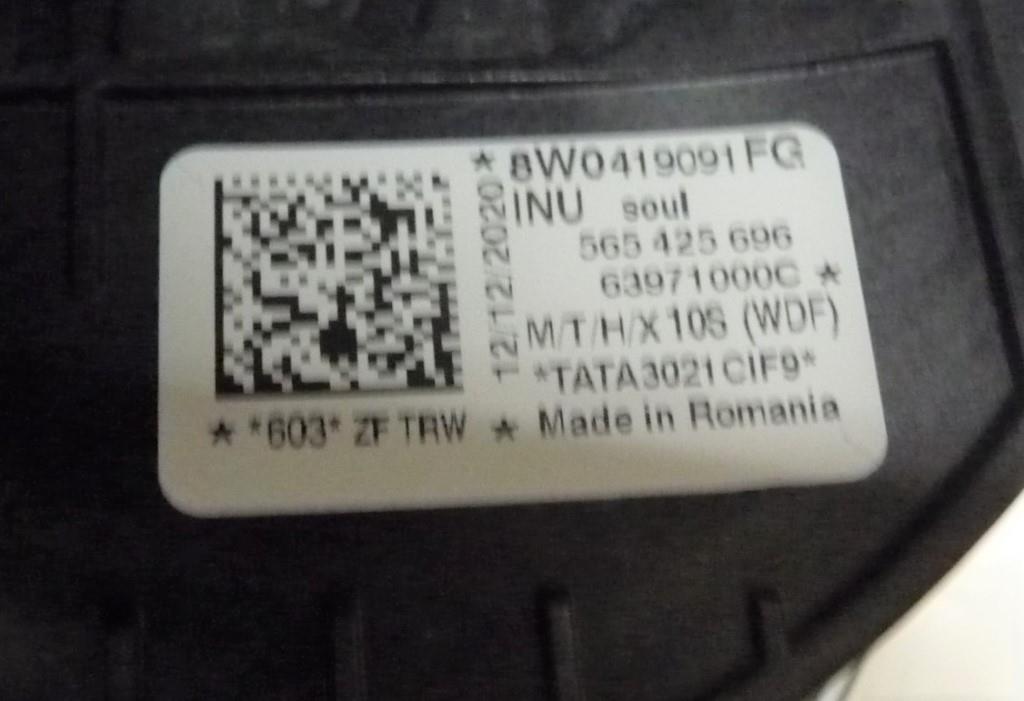 * 8W0419091FG
INU soul
565 425 696
63971000C *
M/T/H/X 10S (WDF)
*TATA3021CIF9*
* *603* ZF TRW * Made in Romania
12/12/2020